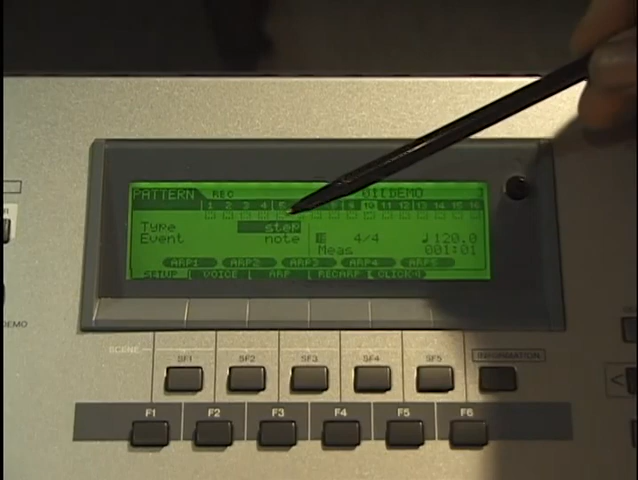 PATTERN REC 01[DEMO ]
1 2 3 4 5 9 10 11 12 13 14 15 16
Type step
Event note 4/4 ♩120.0
Meas 001:01
ARP1 ARP2 ARP3 ARP4 ARP5
SETUP VOICE ARP RECARP CLICK
DEMO
SCENE SF1 SF2 SF3 SF4 SF5 INFORMATION
<
F1 F2 F3 F4 F5 F6